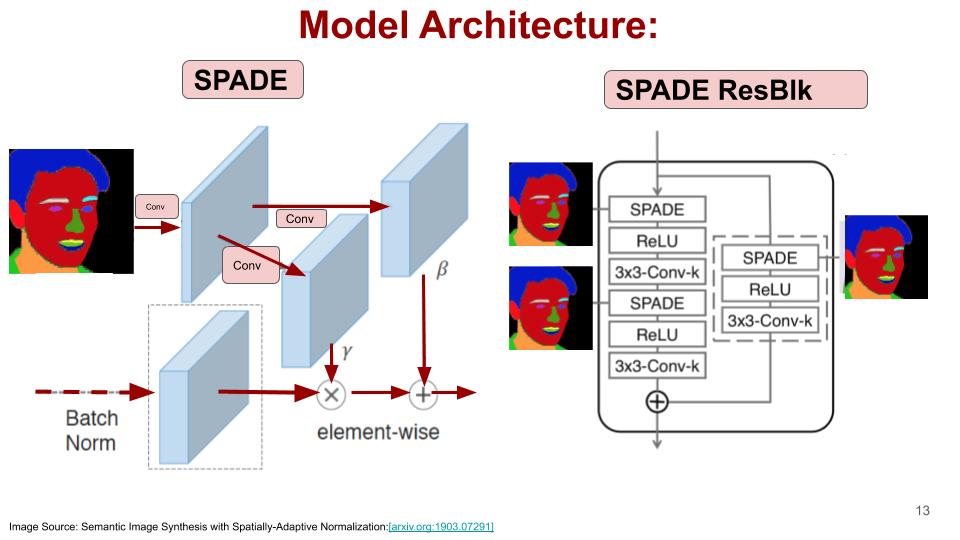 Model Architecture:
SPADE
SPADE ResBlk
Conv
Conv
Conv
β
γ
×
+
Batch
Norm
element-wise
SPADE
ReLU
3x3-Conv-k
SPADE
ReLU
3x3-Conv-k
SPADE
ReLU
3x3-Conv-k
+
13
Image Source: Semantic Image Synthesis with Spatially-Adaptive Normalization:[arxiv.org:1903.07291]